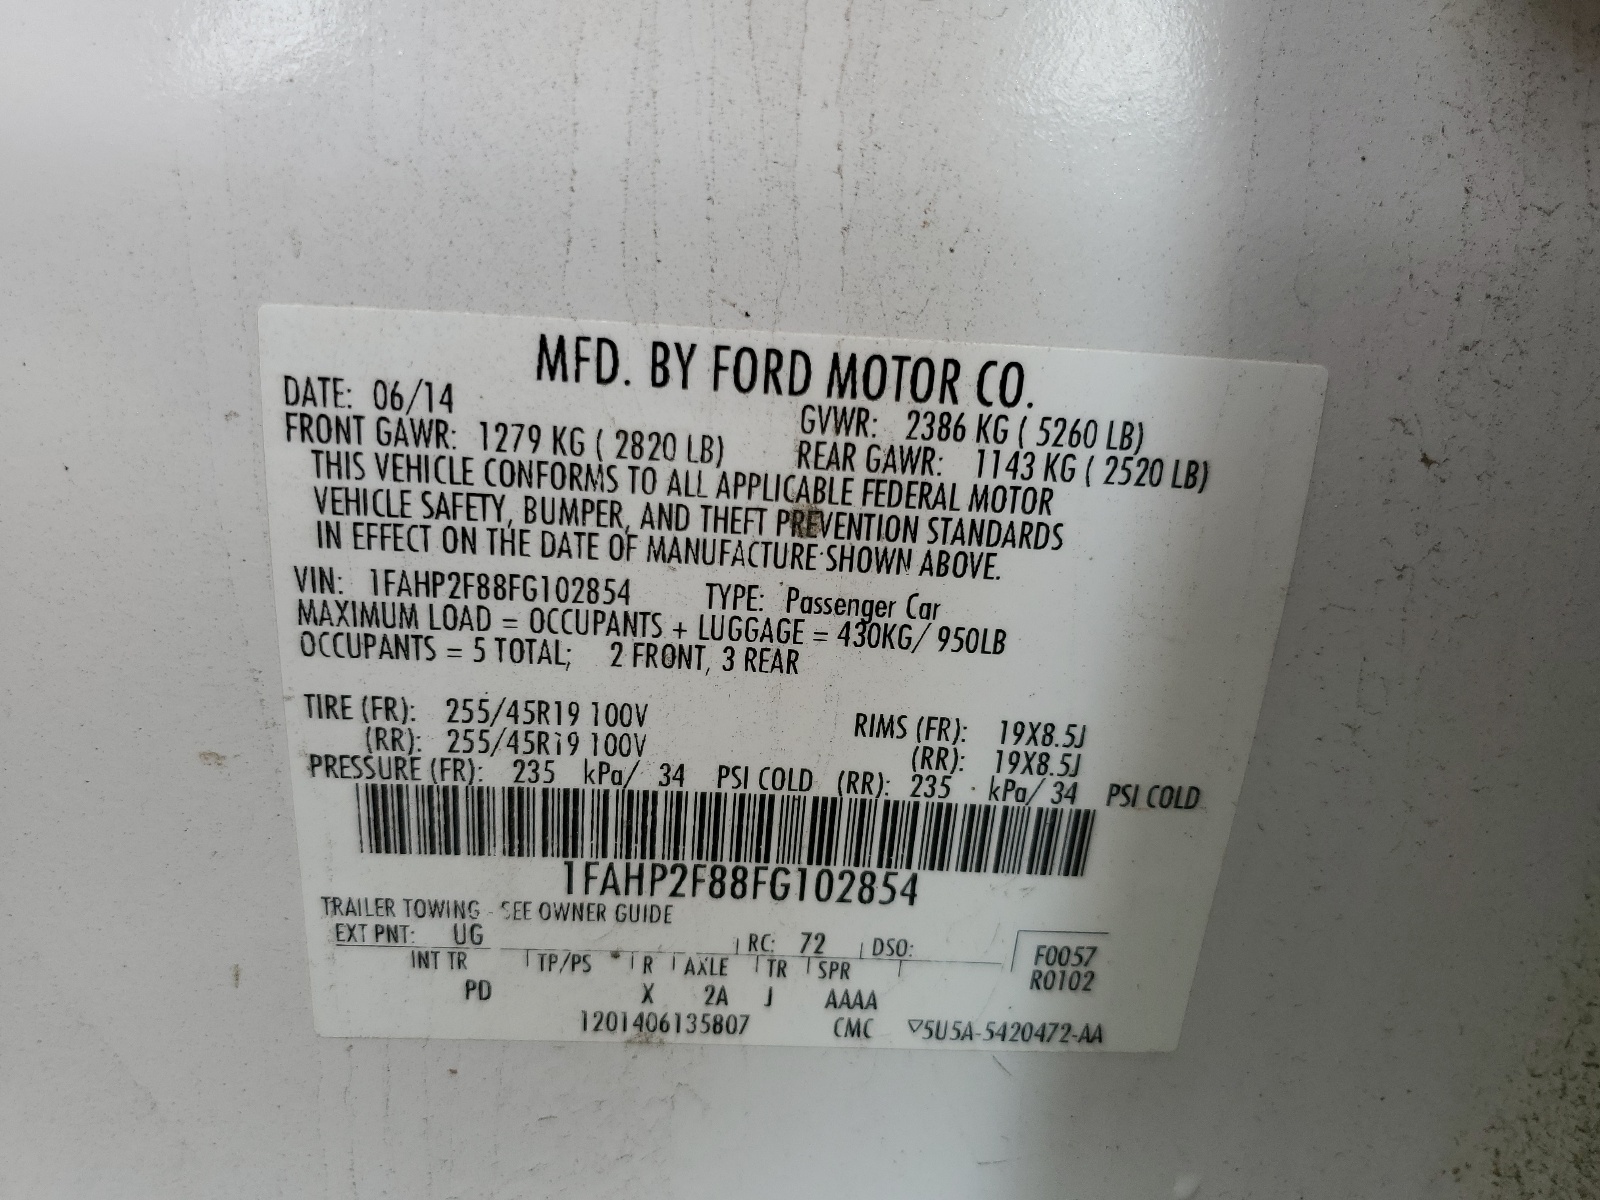 MFD. BY FORD MOTOR CO.
DATE: 06/14 GVWR: 2386 KG ( 5260 LB)
FRONT GAWR: 1279 KG ( 2820 LB) REAR GAWR: 1143 KG ( 2520 LB)
THIS VEHICLE CONFORMS TO ALL APPLICABLE FEDERAL MOTOR
VEHICLE SAFETY, BUMPER, AND THEFT PREVENTION STANDARDS
IN EFFECT ON THE DATE OF MANUFACTURE SHOWN ABOVE.
VIN: 1FAHP2F88FG102854 TYPE: Passenger Car
MAXIMUM LOAD = OCCUPANTS + LUGGAGE = 430KG/ 950LB
OCCUPANTS = 5 TOTAL; 2 FRONT, 3 REAR
TIRE (FR): 255/45R19 100V RIMS (FR): 19X8.5J
(RR): 255/45R19 100V (RR): 19X8.5J
PRESSURE (FR): 235 kPa/ 34 PSI COLD (RR): 235 kPa/ 34 PSI COLD
1FAHP2F88FG102854
TRAILER TOWING - SEE OWNER GUIDE
EXT PNT: UG RC: 72 DSO: F0057
INT TR TP/PS R AXLE TR SPR R0102
PD X 2A J AAAA
1201406135807 CMC ▽5U5A-5420472-AA